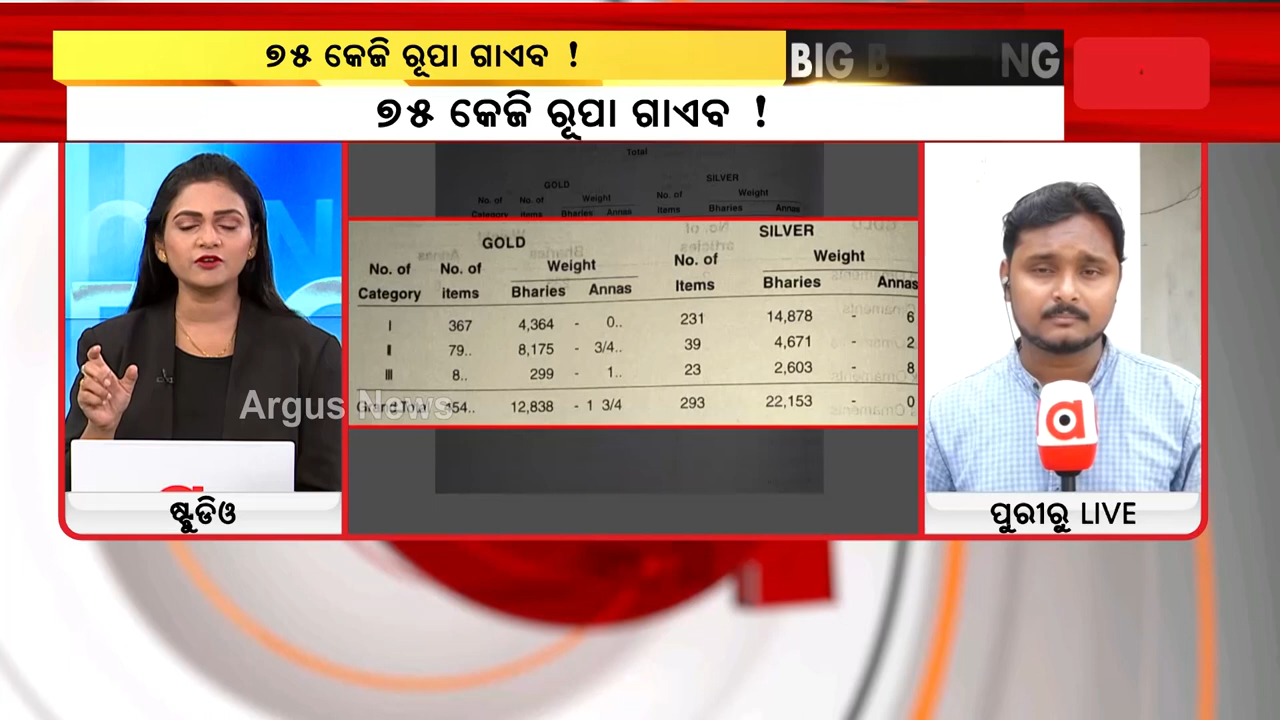 ୭୫ କେଜି ରୂପା ଗାଏବ !
BIG B NG
୭୫ କେଜି ରୂପା ଗାଏବ !
Total
GOLD SILVER
No. of No. of Weight No. of Weight
Category items Bharies Annas Items Bharies Annas
GOLD SILVER
No. of No. of Weight No. of Weight
Category items Bharies Annas Items Bharies Annas
I 367 4,364 - 0.. 231 14,878 - 6
II 79.. 8,175 - 3/4.. 39 4,671 - 2
III 8.. 299 - 1.. 23 2,603 - 8
Grand Total 454.. 12,838 - 1 3/4 293 22,153 - 0
Argus News
ଷ୍ଟୁଡିଓ
ପୁରୀରୁ LIVE